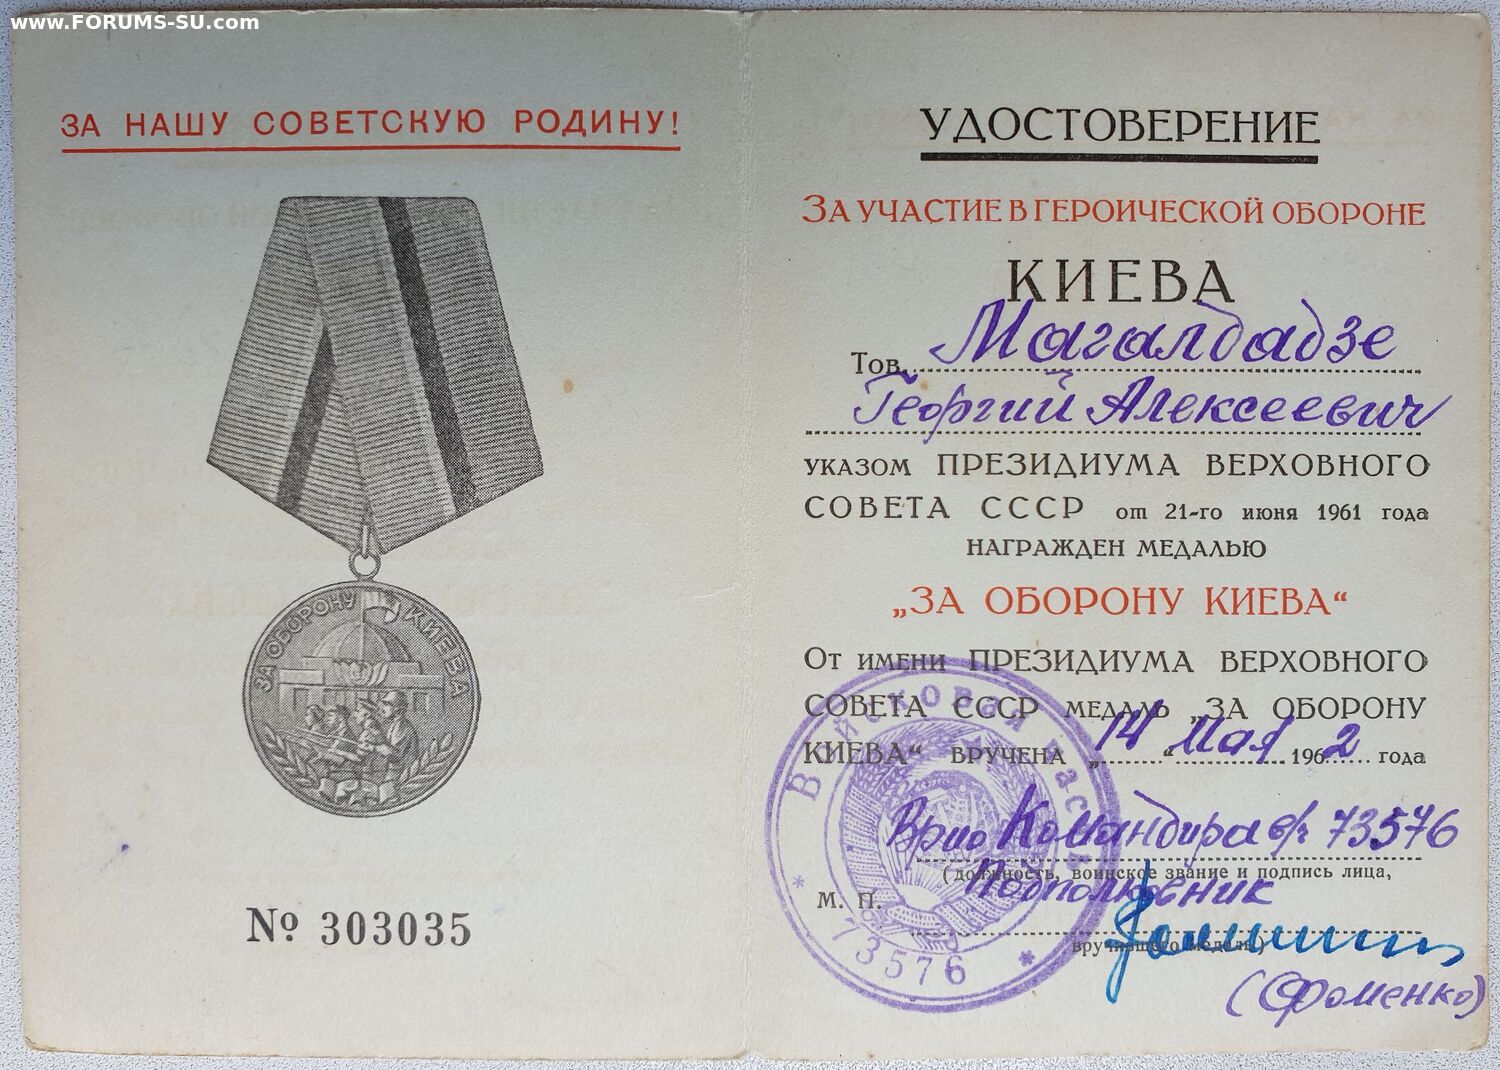 www.FORUMS-SU.com
ЗА НАШУ СОВЕТСКУЮ РОДИНУ!
ЗА ОБОРОНУ КИЕВА
№ 303035
УДОСТОВЕРЕНИЕ
ЗА УЧАСТИЕ В ГЕРОИЧЕСКОЙ ОБОРОНЕ
КИЕВА
Тов. Магалдадзе
Георгий Алексеевич
УКАЗОМ ПРЕЗИДИУМА ВЕРХОВНОГО
СОВЕТА СССР от 21-го июня 1961 года
НАГРАЖДЕН МЕДАЛЬЮ
„ЗА ОБОРОНУ КИЕВА“
От имени ПРЕЗИДИУМА ВЕРХОВНОГО
СОВЕТА СССР МЕДАЛЬ „ЗА ОБОРОНУ
КИЕВА“ ВРУЧЕНА „14“ Мая 1962 года
Врио Командира в/ч 73576
(должность, воинское звание и подпись лица,
Подполковник
М. П.
вручившего медаль)
(Фоменко)
Войсковая часть
* 73576 *